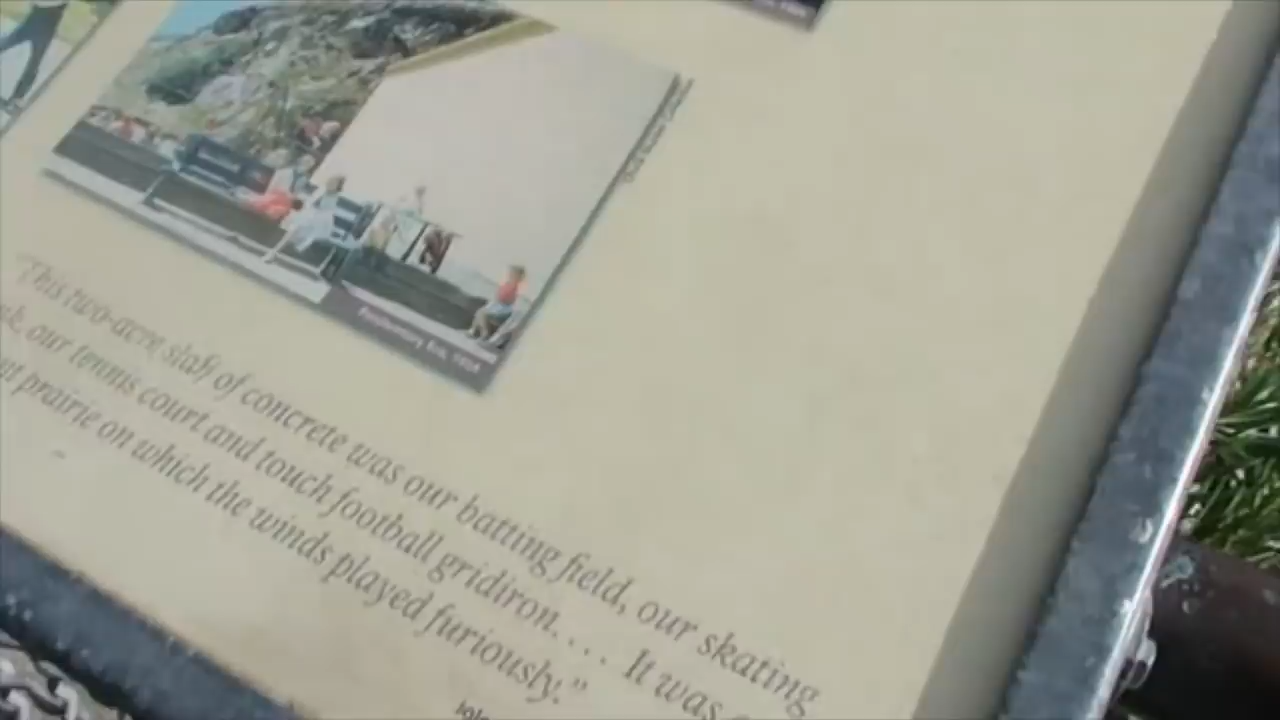 "This two-acre slab of concrete was our batting field, our skating
our tennis court and touch football gridiron. . . . It was
prairie on which the winds played furiously."